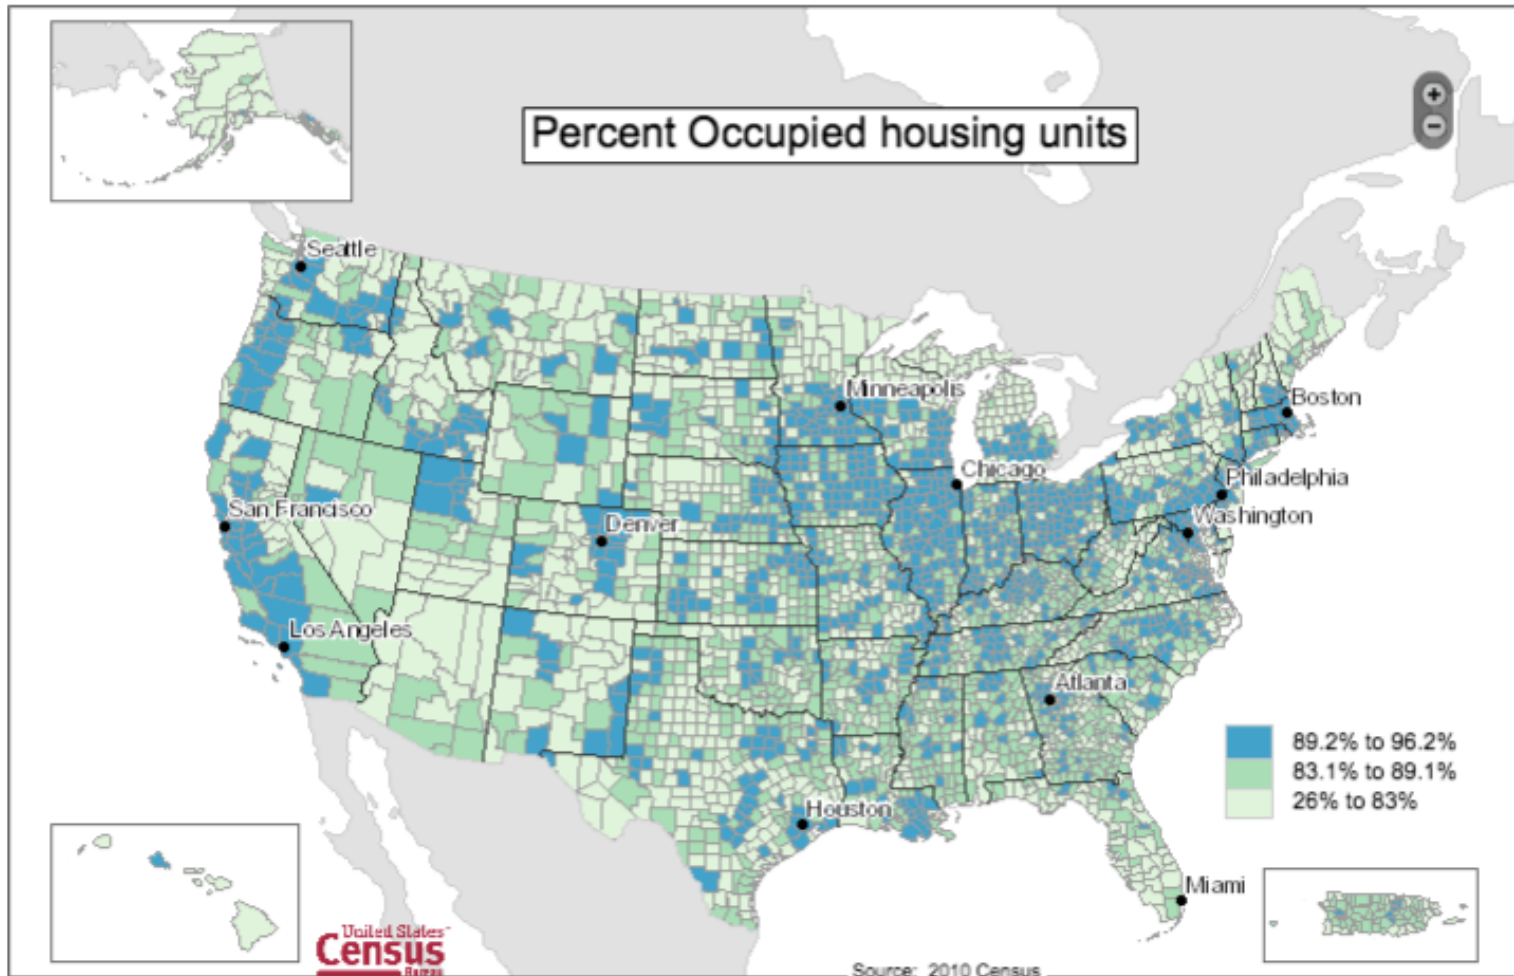 Percent Occupied housing units
+
−
Seattle
Minneapolis
Boston
Chicago
Philadelphia
San Francisco
Denver
Washington
Los Angeles
Atlanta
89.2% to 96.2%
83.1% to 89.1%
26% to 83%
Houston
Miami
United States
Census
Bureau
Source: 2010 Census